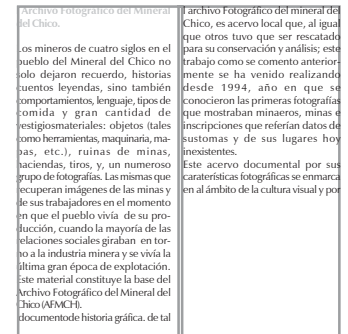 Archivo Fotográfico del Mineral
del Chico.
Los mineros de cuatro siglos en el
pueblo del Mineral del Chico no
solo dejaron recuerdo, historias
cuentos leyendas, sino también
comportamientos, lenguaje, tipos de
comida y gran cantidad de
vestigiosmateriales: objetos (tales
como herramientas, maquinaria, ma-
pas, etc.), ruinas de minas,
haciendas, tiros, y, un numeroso
grupo de fotografías. Las mismas que
recuperan imágenes de las minas y
de sus trabajadores en el momento
en que el pueblo vivía de su pro-
ducción, cuando la mayoría de las
relaciones sociales giraban en tor-
no a la industria minera y se vivía la
última gran época de explotación.
Este material constituye la base del
Archivo Fotográfico del Mineral del
Chico (AFMCH).
documentode historia gráfica. de tal
l archivo Fotográfico del mineral del
Chico, es acervo local que, al igual
que otros tuvo que ser rescatado
para su conservación y análisis; este
trabajo como se comento anterior-
mente se ha venido realizando
desde 1994, año en que se
conocieron las primeras fotografías
que mostraban minaeros, minas e
inscripciones que referían datos de
sustomas y de sus lugares hoy
inexistentes.
Este acervo documental por sus
caraterísticas fotográficas se enmarca
en al ámbito de la cultura visual y por